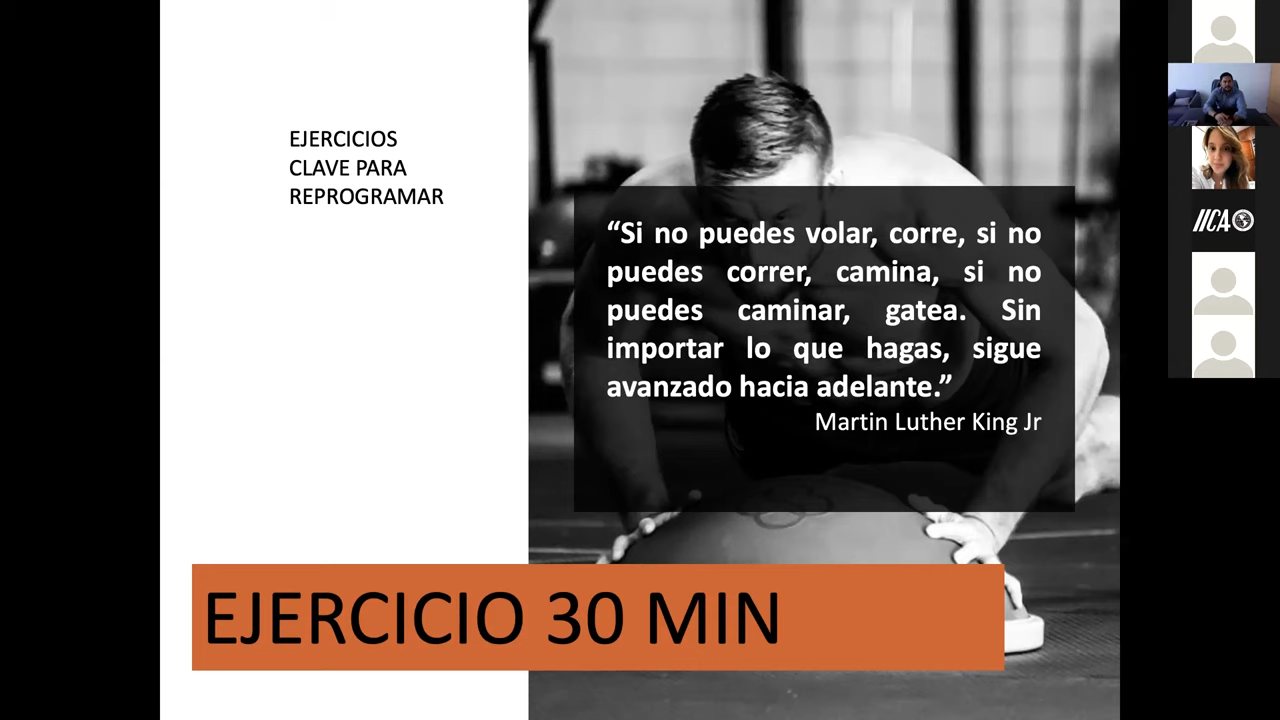 EJERCICIOS
CLAVE PARA
REPROGRAMAR
“Si no puedes volar, corre, si no
puedes correr, camina, si no
puedes caminar, gatea. Sin
importar lo que hagas, sigue
avanzado hacia adelante.”
Martin Luther King Jr
EJERCICIO 30 MIN
IICA